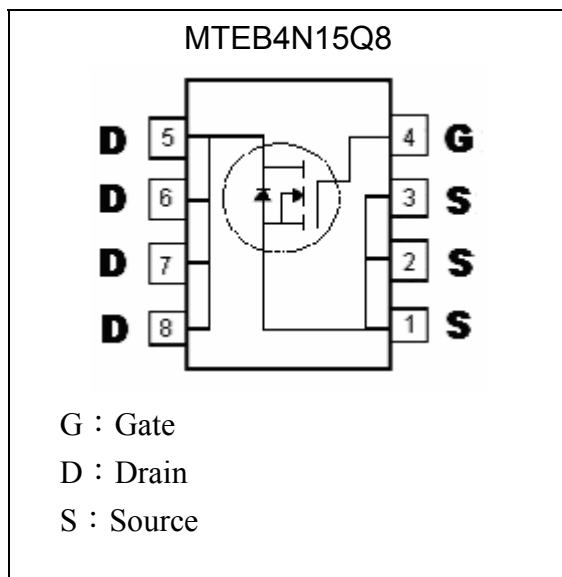 MTEB4N15Q8
D 5 4 G
D 6 3 S
D 7 2 S
D 8 1 S
G：Gate
D：Drain
S：Source